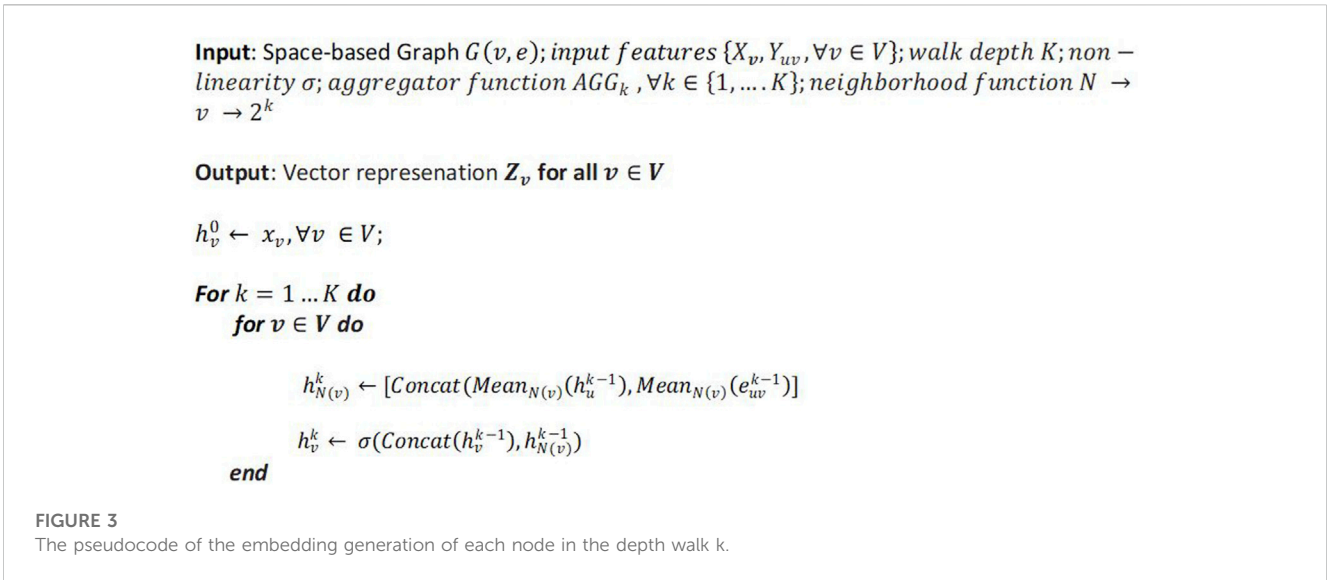 Input: Space-based Graph G(v, e); input features {X_v, Y_uv, ∀v ∈ V}; walk depth K; non −
linearity σ; aggregator function AGG_k , ∀k ∈ {1, .... K}; neighborhood function N →
v → 2^k
Output: Vector represenation Z_v for all v ∈ V
h_v^0 ← x_v, ∀v ∈ V;
For k = 1 ... K do
for v ∈ V do
h_N(v)^k ← [Concat(Mean_N(v)(h_u^k−1), Mean_N(v)(e_uv^k−1)]
h_v^k ← σ(Concat(h_v^k−1), h_N(v)^k−1)
end
FIGURE 3
The pseudocode of the embedding generation of each node in the depth walk k.